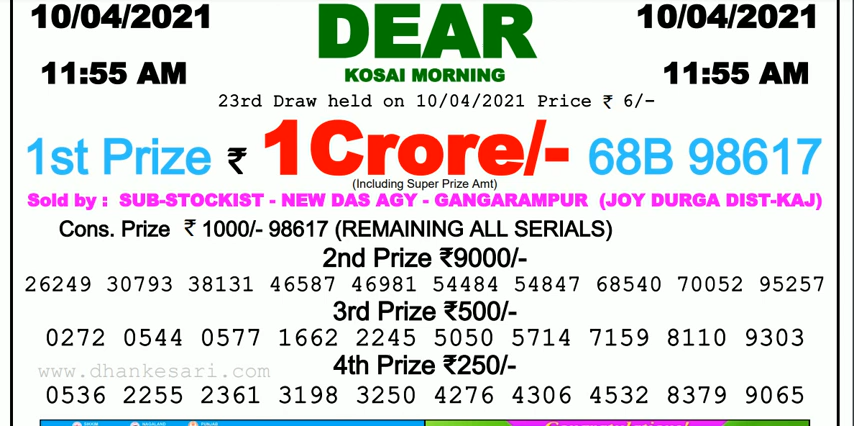 10/04/2021 DEAR 10/04/2021
11:55 AM KOSAI MORNING 11:55 AM
23rd Draw held on 10/04/2021 Price ₹ 6/-
1st Prize ₹ 1Crore/- 68B 98617
(Including Super Prize Amt)
Sold by : SUB-STOCKIST - NEW DAS AGY - GANGARAMPUR (JOY DURGA DIST-KAJ)
Cons. Prize ₹ 1000/- 98617 (REMAINING ALL SERIALS)
2nd Prize ₹9000/-
26249 30793 38131 46587 46981 54484 54847 68540 70052 95257
3rd Prize ₹500/-
0272 0544 0577 1662 2245 5050 5714 7159 8110 9303
www.dhankesari.com 4th Prize ₹250/-
0536 2255 2361 3198 3250 4276 4306 4532 8379 9065